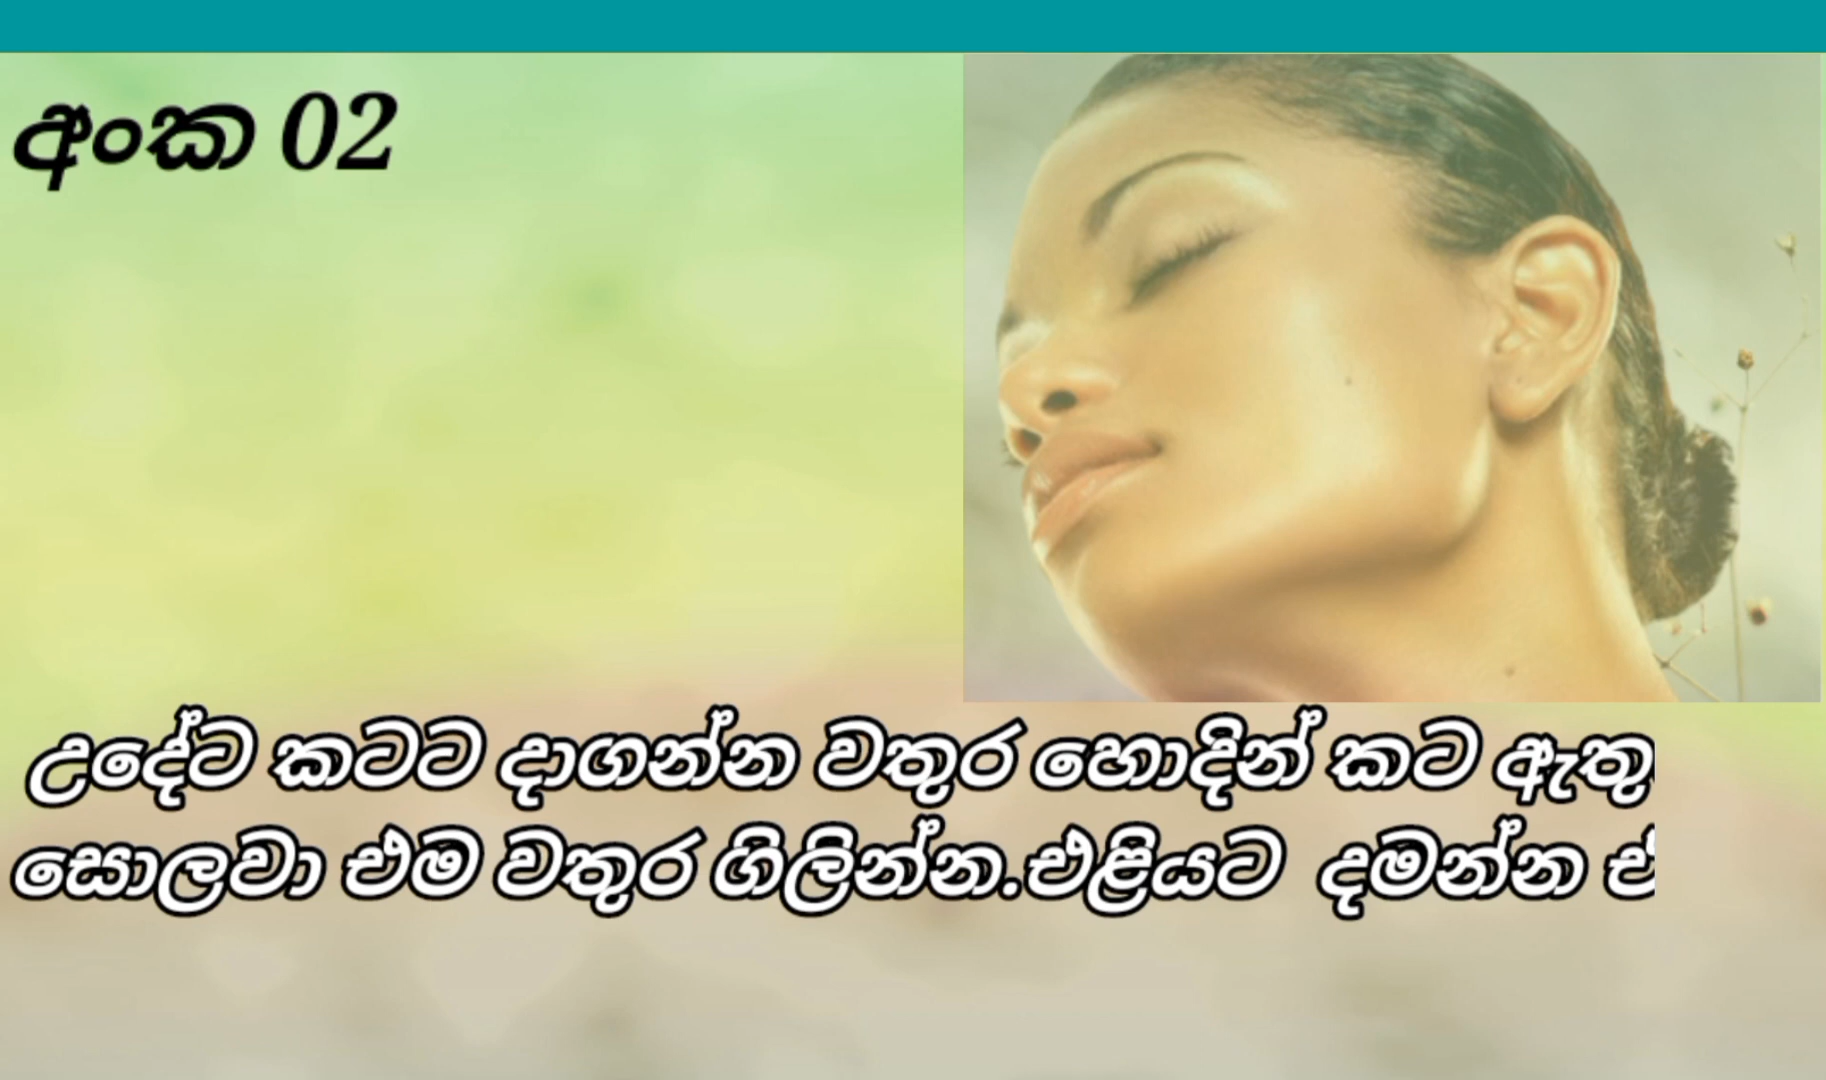 අංක 02
උදේට කටට දාගන්න වතුර හොදින් කට ඇතු
සොලවා එම වතුර ගිලින්න.එළියට දමන්න